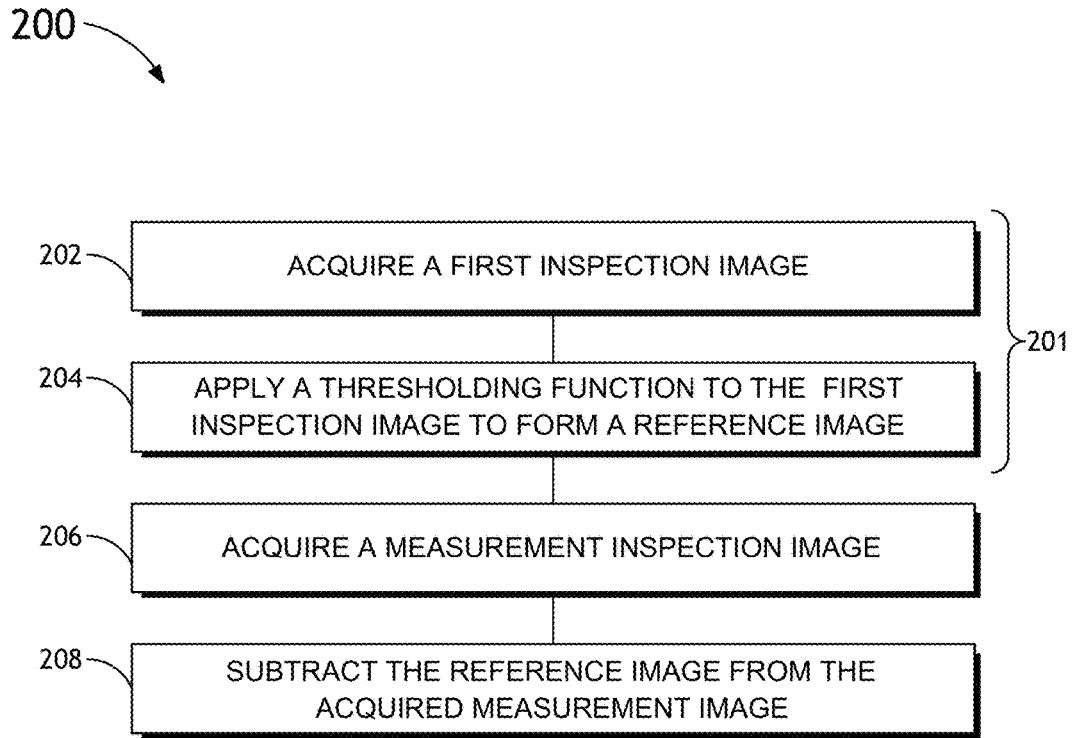 200
202
ACQUIRE A FIRST INSPECTION IMAGE
201
204
APPLY A THRESHOLDING FUNCTION TO THE FIRST
INSPECTION IMAGE TO FORM A REFERENCE IMAGE
206
ACQUIRE A MEASUREMENT INSPECTION IMAGE
208
SUBTRACT THE REFERENCE IMAGE FROM THE
ACQUIRED MEASUREMENT IMAGE